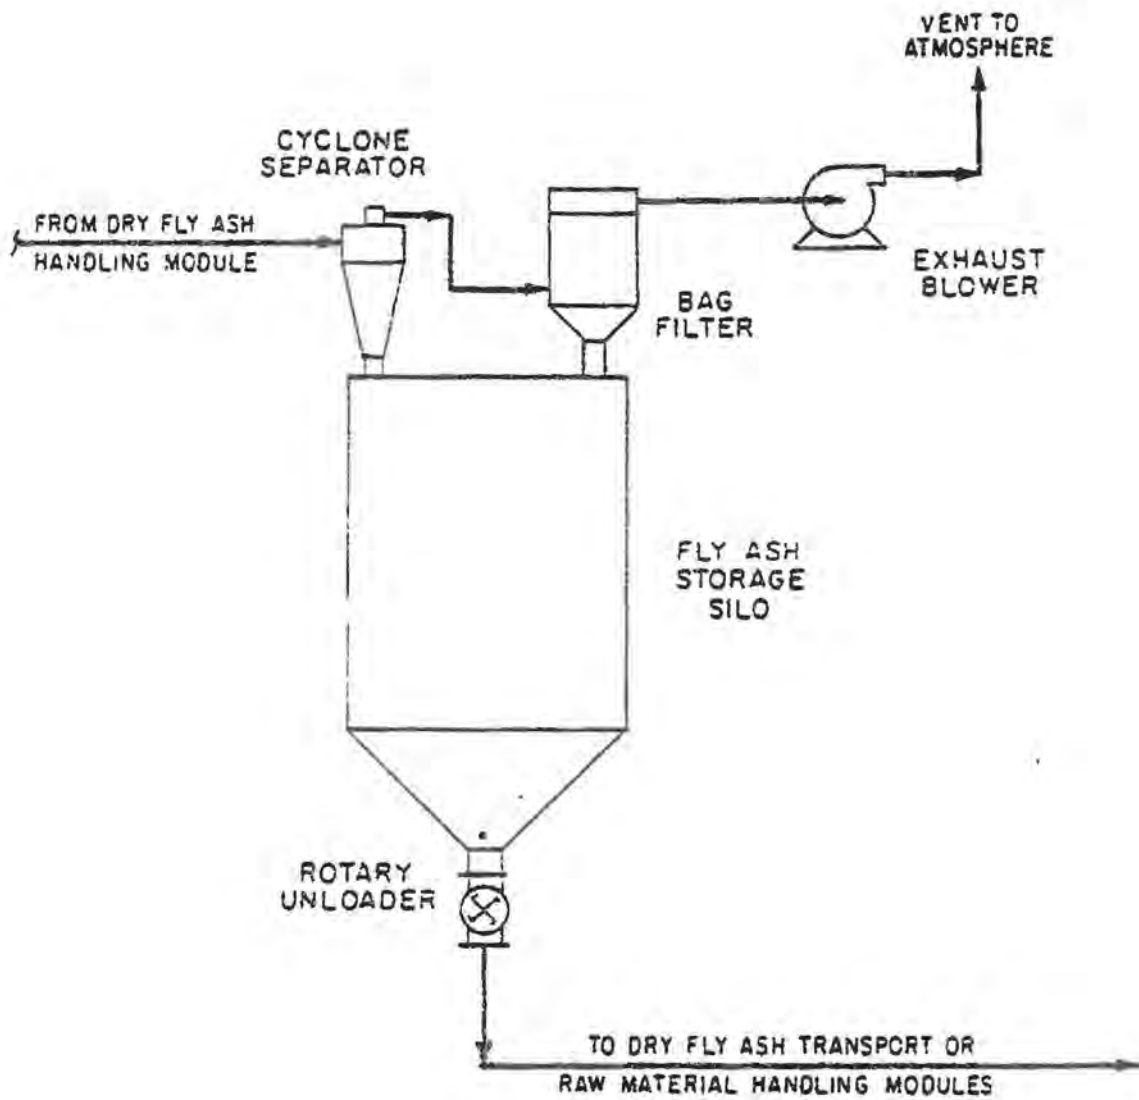 VENT TO
ATMOSPHERE
CYCLONE
SEPARATOR
FROM DRY FLY ASH
HANDLING MODULE
EXHAUST
BLOWER
BAG
FILTER
FLY ASH
STORAGE
SILO
ROTARY
UNLOADER
TO DRY FLY ASH TRANSPORT OR
RAW MATERIAL HANDLING MODULES